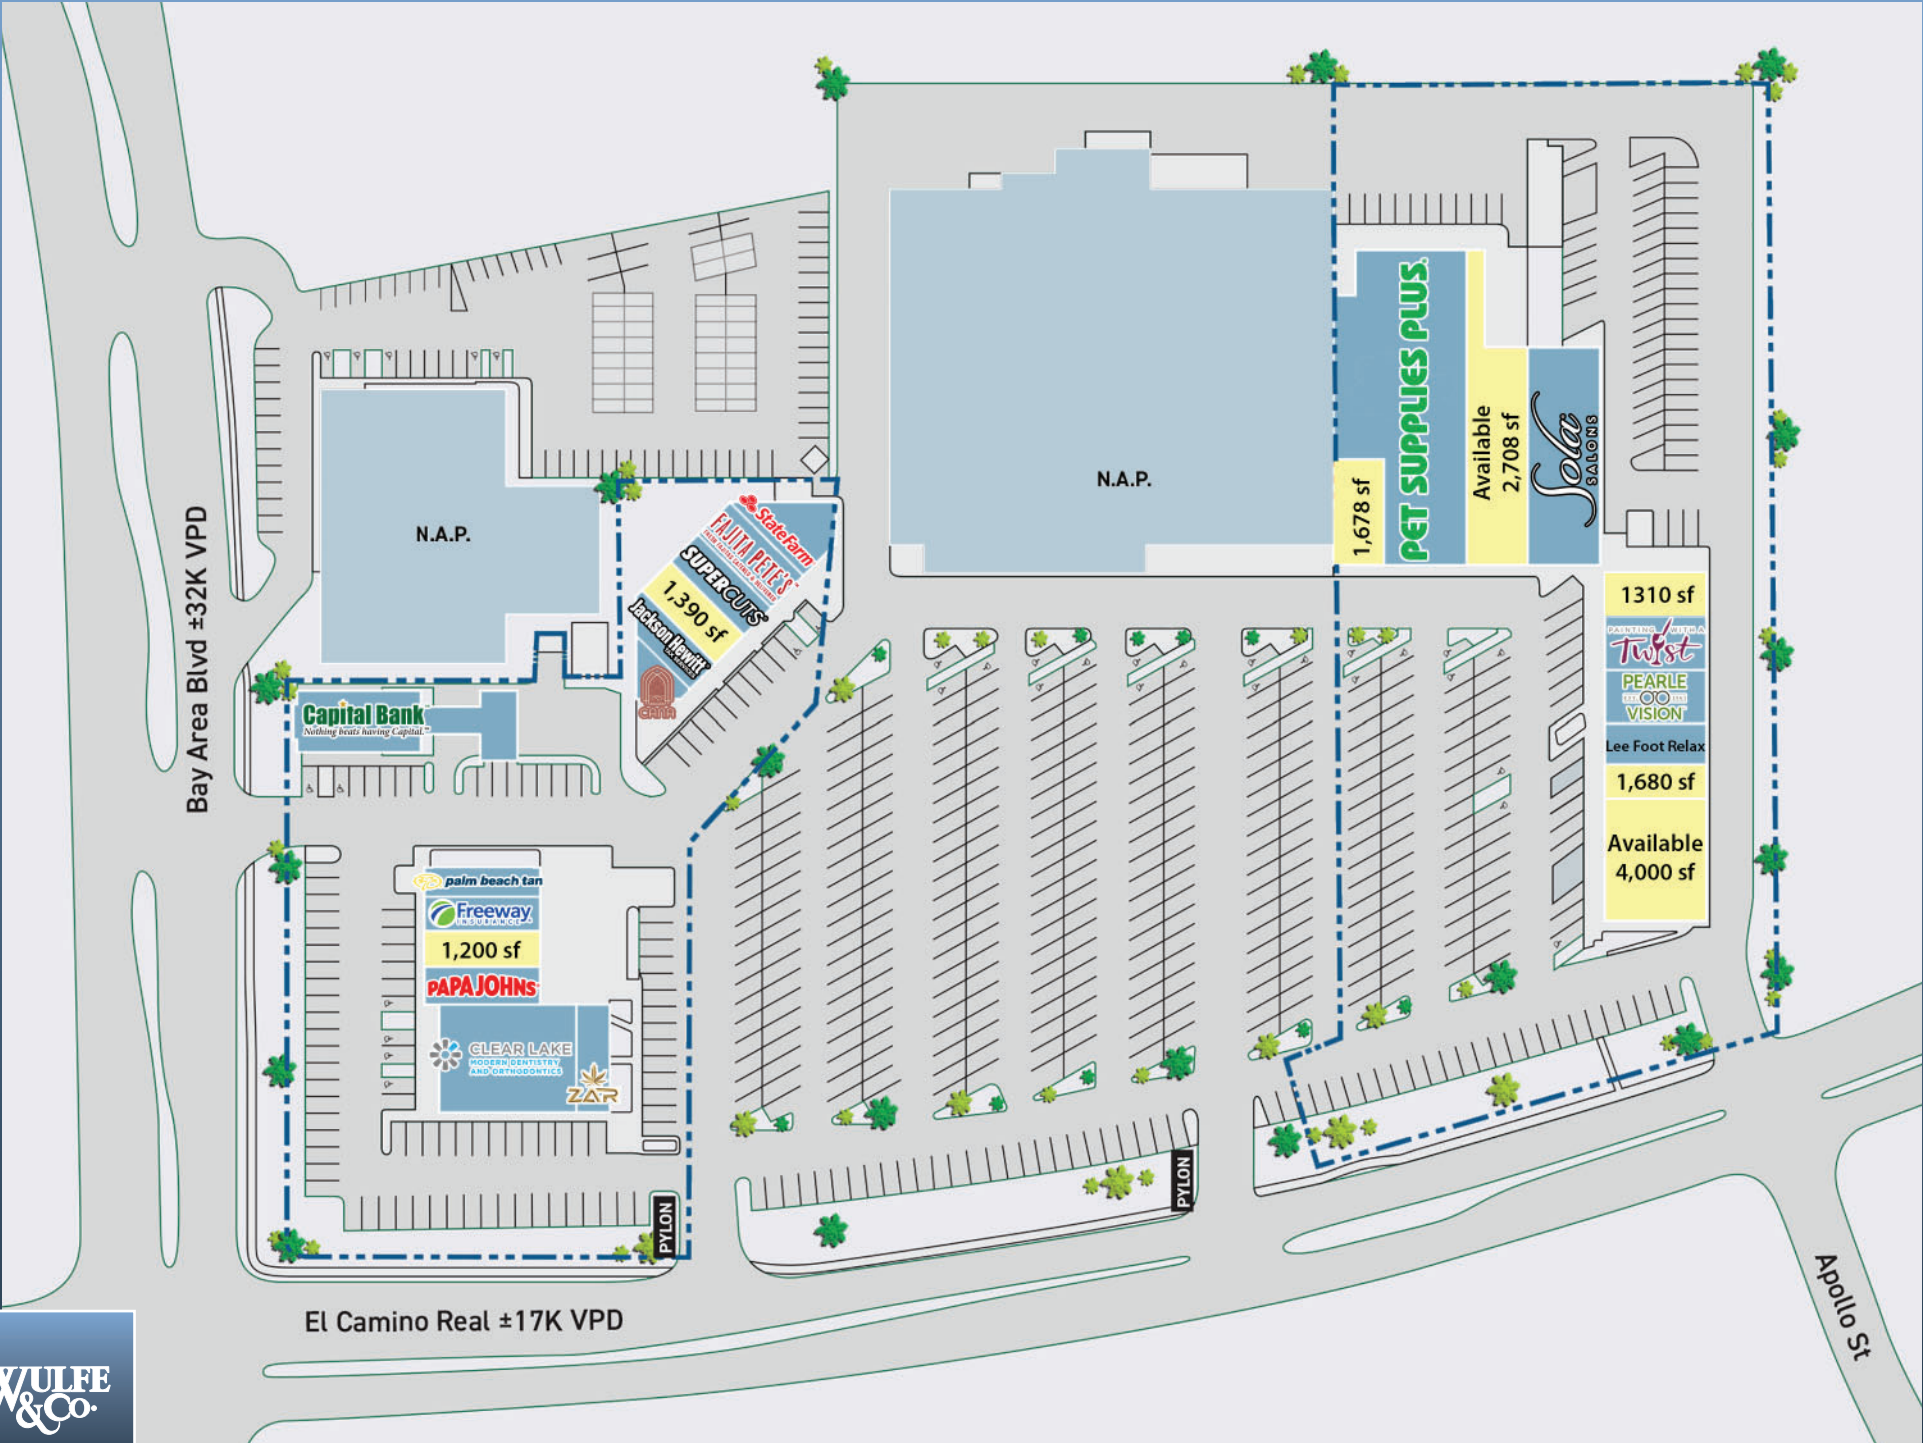 Bay Area Blvd ±32K VPD
N.A.P.
StateFarm
FAJITA PETE'S
SUPERCUTS
1,390 sf
Jackson Hewitt
CANA
Capital Bank
Nothing beats having Capital.
palm beach tan
Freeway
INSURANCE
1,200 sf
PAPA JOHNS
CLEAR LAKE
MODERN DENTISTRY
AND ORTHODONTICS
ZAR
PYLON
El Camino Real ±17K VPD
N.A.P.
1,678 sf
PET SUPPLIES PLUS.
Available
2,708 sf
Sola
SALONS
1310 sf
PAINTING WITH A
Twist
PEARLE
VISION
Lee Foot Relax
1,680 sf
Available
4,000 sf
PYLON
Apollo St
WULFE
& CO.